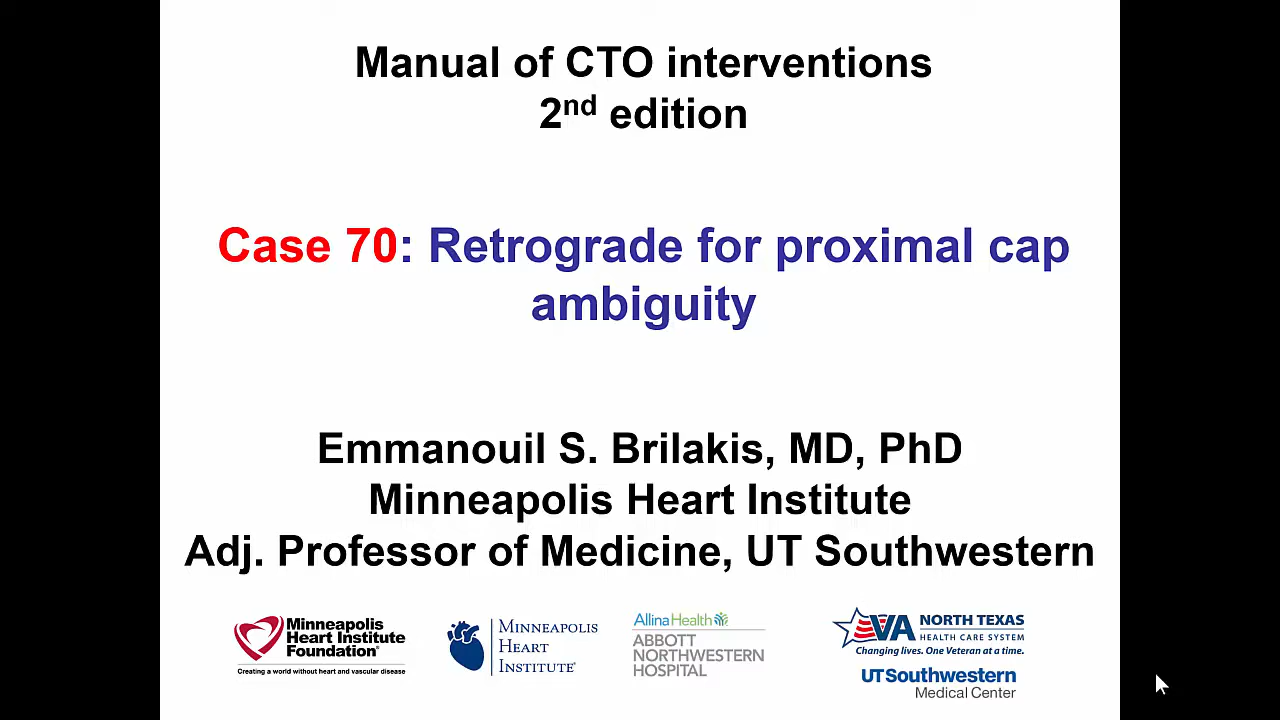 Manual of CTO interventions
2nd edition
Case 70: Retrograde for proximal cap
ambiguity
Emmanouil S. Brilakis, MD, PhD
Minneapolis Heart Institute
Adj. Professor of Medicine, UT Southwestern
Minneapolis
Heart Institute
Foundation®
Creating a world without heart and vascular disease
MINNEAPOLIS
HEART
INSTITUTE®
AllinaHealth
ABBOTT
NORTHWESTERN
HOSPITAL
VA NORTH TEXAS
HEALTH CARE SYSTEM
Changing lives. One Veteran at a time.
UTSouthwestern
Medical Center